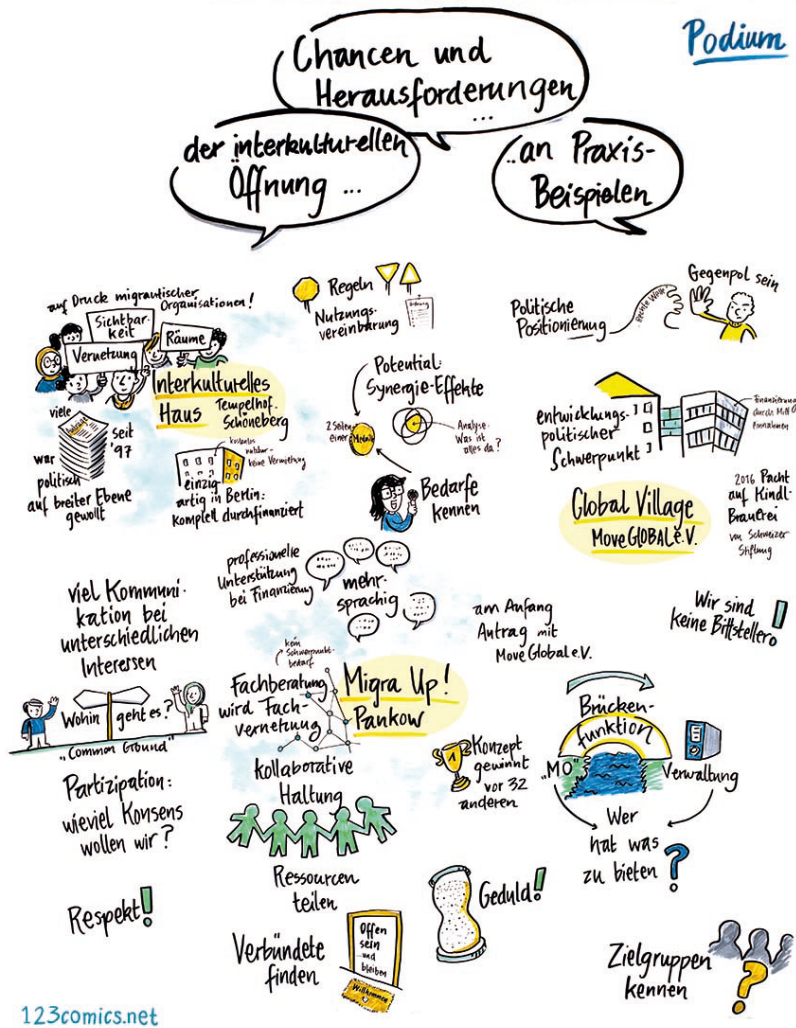 Podium
Chancen und
Herausforderungen
...
der interkulturellen
Öffnung ...
...an Praxis-
Beispielen
auf Druck migrantischer
Organisationen!
Sichtbar-
keit
Vernetzung
Räume
Interkulturelles
Haus
Tempelhof-
Schöneberg
viele
seit
'97
war
politisch
auf breiter Ebene
gewollt
kostenlos
nutzbar -
keine Vermietung
einzig-
artig in Berlin:
komplett durchfinanziert
Regeln
Nutzungs-
vereinbarung
Potential:
Synergie-Effekte
2 Seiten
einer
Medaille
Analyse:
Was ist
alles da?
Bedarfe
kennen
Politische
Positionierung
rechte Welle
Gegenpol sein
entwicklungs-
politischer
Schwerpunkt
Finanzierung
durch Miet-
einnahmen
Global Village
Move GLOBAL e.V.
2016 Pacht
auf Kindl-
Brauerei
von Schweizer
Stiftung
professionelle
Unterstützung
bei Finanzierung
mehr-
sprachig
viel Kommuni-
kation bei
unterschiedlichen
Interessen
Wohin
geht es?
"Common Ground"
Partizipation:
wieviel Konsens
wollen wir?
Respekt!
kein
Schwerpunkt-
bedarf
Fachberatung
wird Fach-
vernetzung
Migra Up!
Pankow
am Anfang
Antrag mit
Move Global e.V.
Wir sind
keine Bittsteller!
kollaborative
Haltung
1
Konzept
gewinnt
vor 32
anderen
Brücken-
funktion
"MO"
Verwaltung
Wer
hat was
zu bieten?
Ressourcen
teilen
Geduld!
Verbündete
finden
Offen
sein
und
bleiben
Willkommen
Zielgruppen
kennen
?
123comics.net